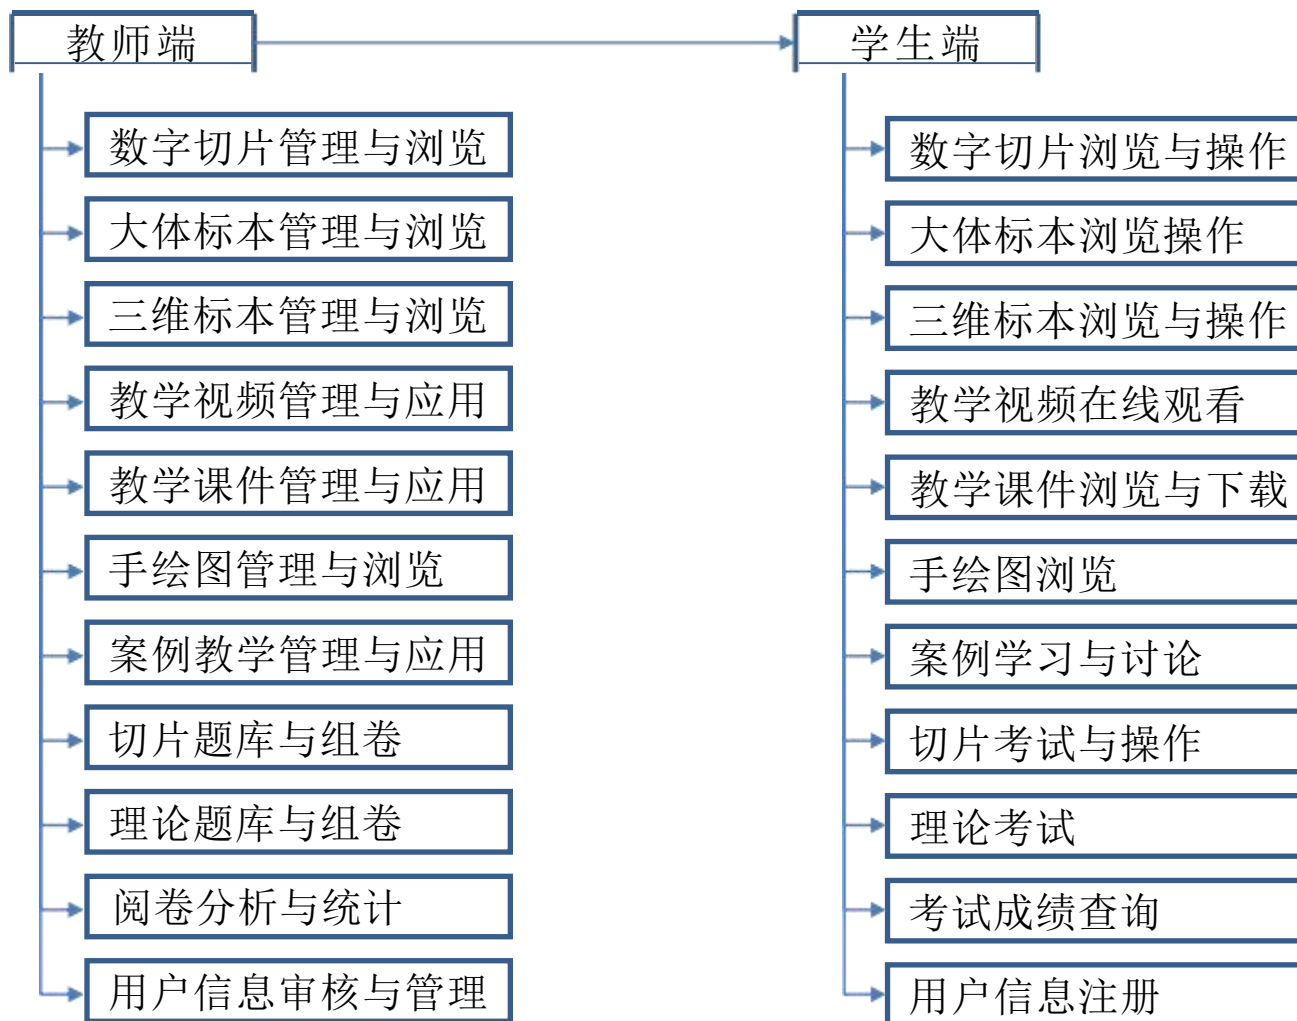 教师端
数字切片管理与浏览
大体标本管理与浏览
三维标本管理与浏览
教学视频管理与应用
教学课件管理与应用
手绘图管理与浏览
案例教学管理与应用
切片题库与组卷
理论题库与组卷
阅卷分析与统计
用户信息审核与管理
学生端
数字切片浏览与操作
大体标本浏览操作
三维标本浏览与操作
教学视频在线观看
教学课件浏览与下载
手绘图浏览
案例学习与讨论
切片考试与操作
理论考试
考试成绩查询
用户信息注册